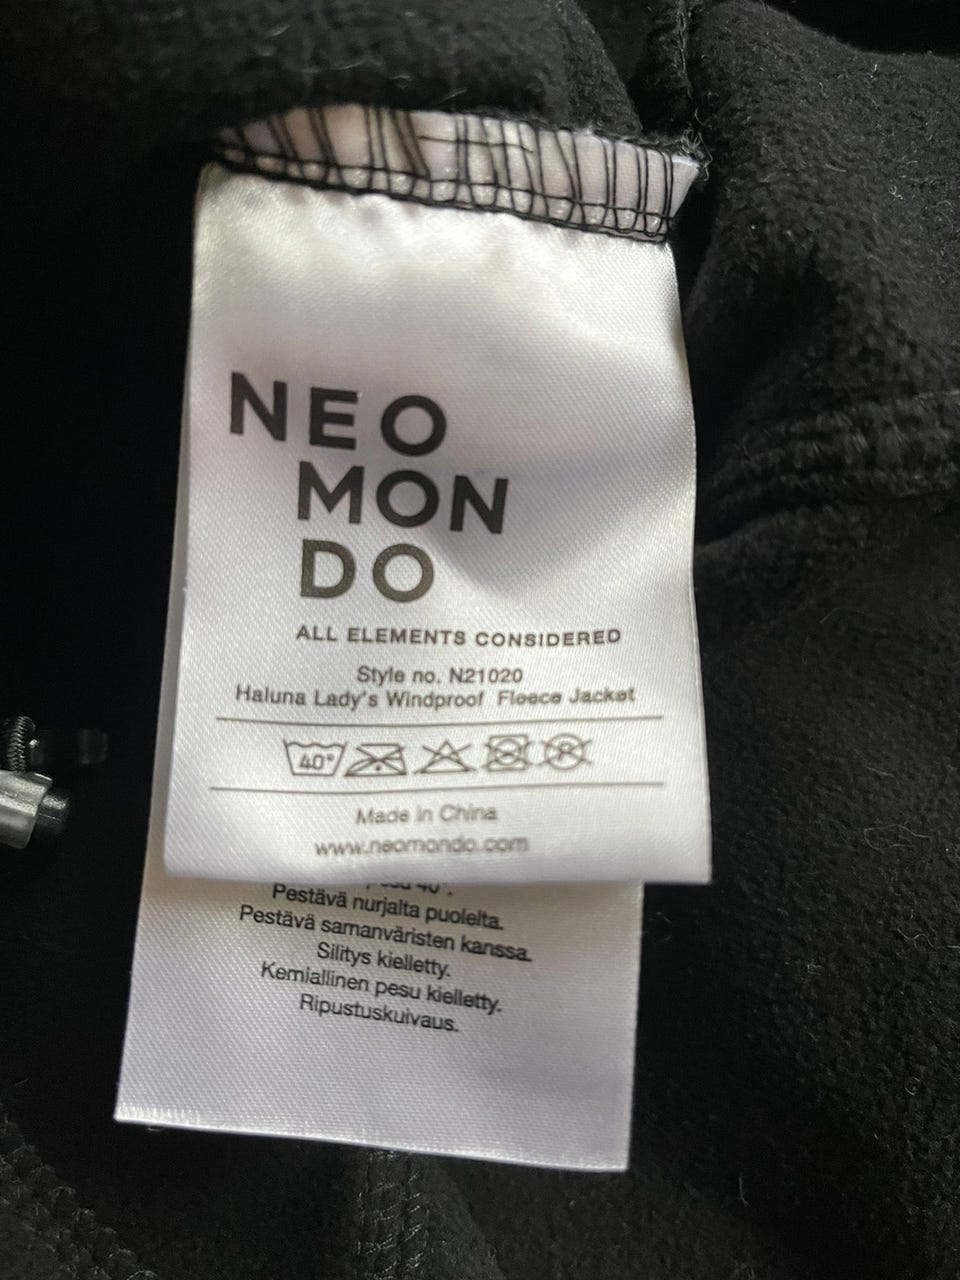 NEO
MON
DO
ALL ELEMENTS CONSIDERED
Style no. N21020
Haluna Lady's Windproof Fleece Jacket
40°
Made in China
www.neomondo.com
40°.
Pestävä nurjalta puolelta.
Pestävä samanväristen kanssa.
Silitys kielletty.
Kemiallinen pesu kielletty.
Ripustuskuivaus.